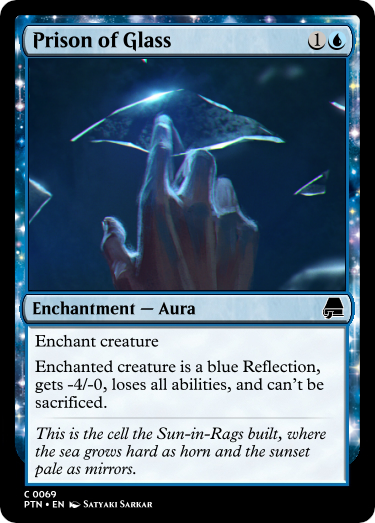 Prison of Glass 1
Enchantment — Aura
Enchant creature
Enchanted creature is a blue Reflection,
gets -4/-0, loses all abilities, and can't be
sacrificed.
This is the cell the Sun-in-Rags built, where
the sea grows hard as horn and the sunset
pale as mirrors.
C 0069
PTN • EN Satyaki Sarkar